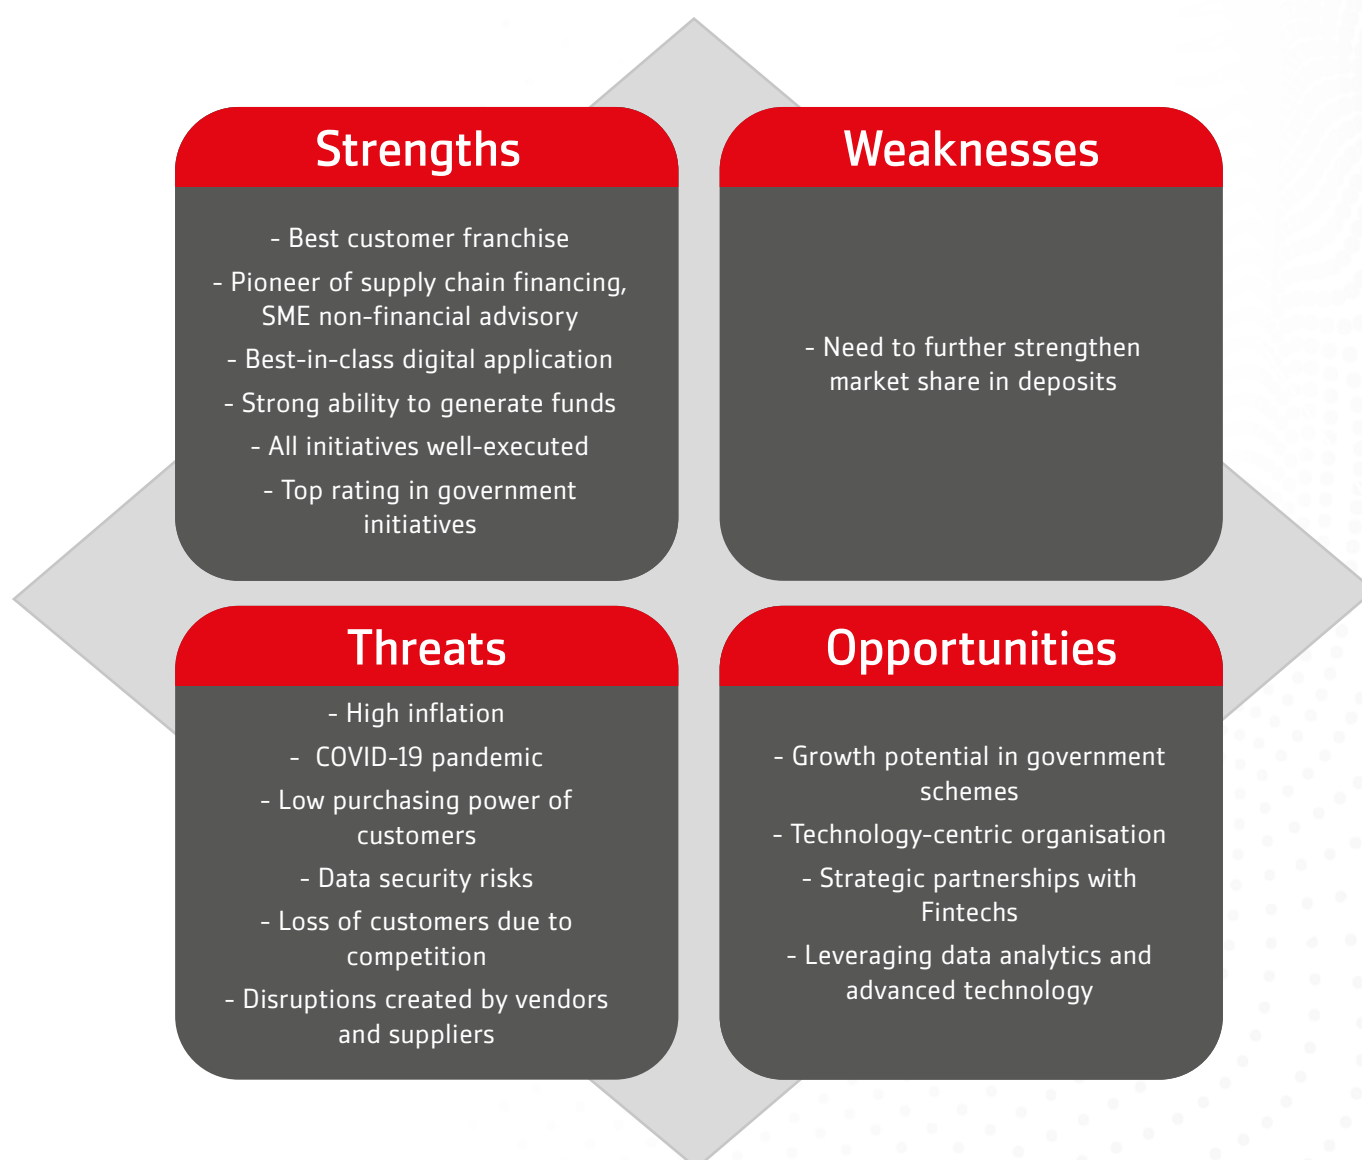 Strengths
- Best customer franchise
- Pioneer of supply chain financing,
SME non-financial advisory
- Best-in-class digital application
- Strong ability to generate funds
- All initiatives well-executed
- Top rating in government
initiatives
Weaknesses
- Need to further strengthen
market share in deposits
Threats
- High inflation
- COVID-19 pandemic
- Low purchasing power of
customers
- Data security risks
- Loss of customers due to
competition
- Disruptions created by vendors
and suppliers
Opportunities
- Growth potential in government
schemes
- Technology-centric organisation
- Strategic partnerships with
Fintechs
- Leveraging data analytics and
advanced technology